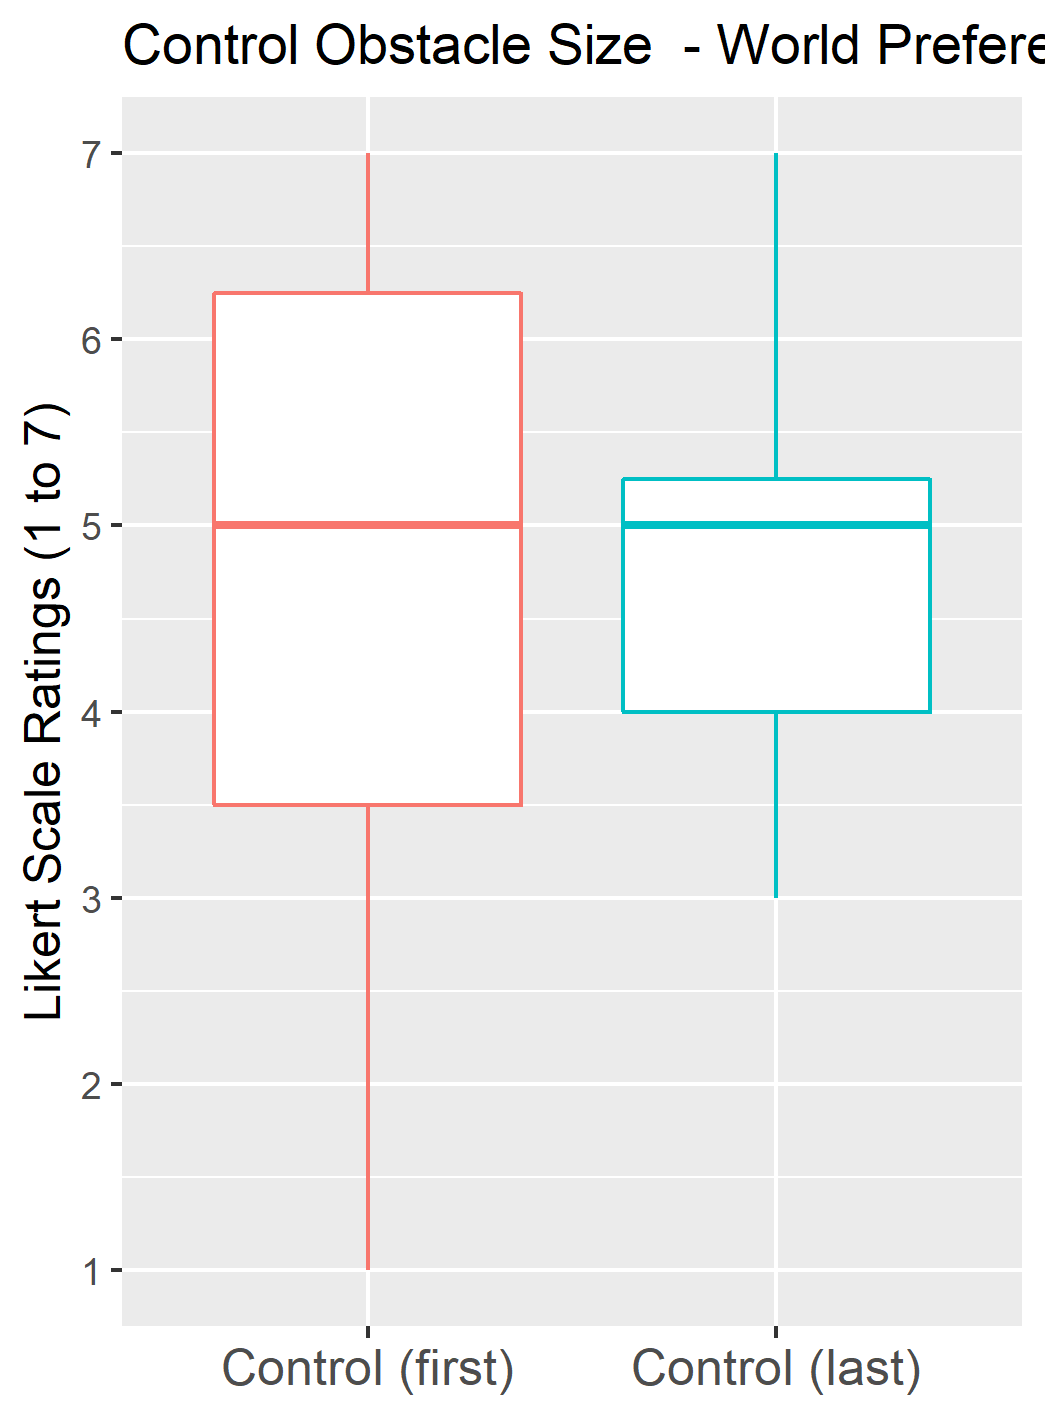 Control Obstacle Size  - World Prefere
Likert Scale Ratings (1 to 7)
7
6
5
4
3
2
1
Control (first)
Control (last)